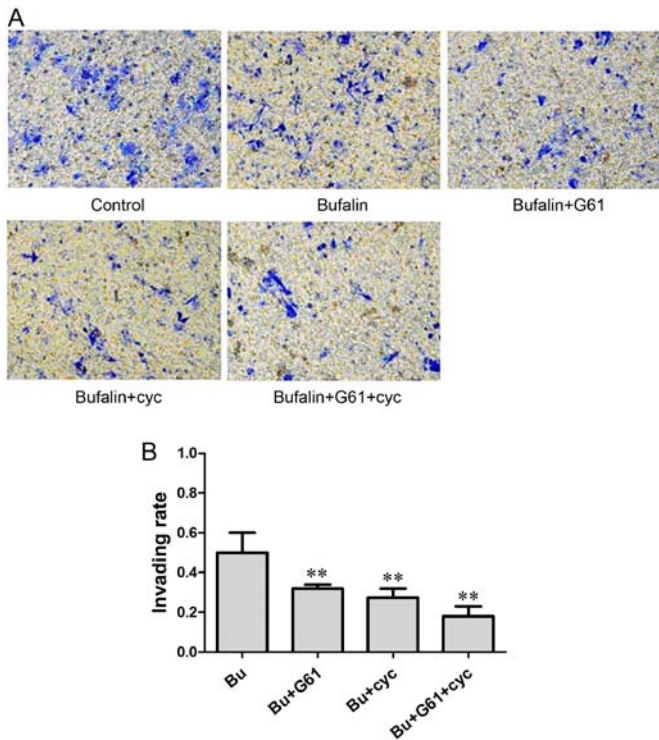 A
Control
Bufalin
Bufalin+G61
Bufalin+cyc
Bufalin+G61+cyc
B
Invading rate
1.0
0.8
0.6
0.4
0.2
0.0
** ** **
Bu
Bu+G61
Bu+cyc
Bu+G61+cyc